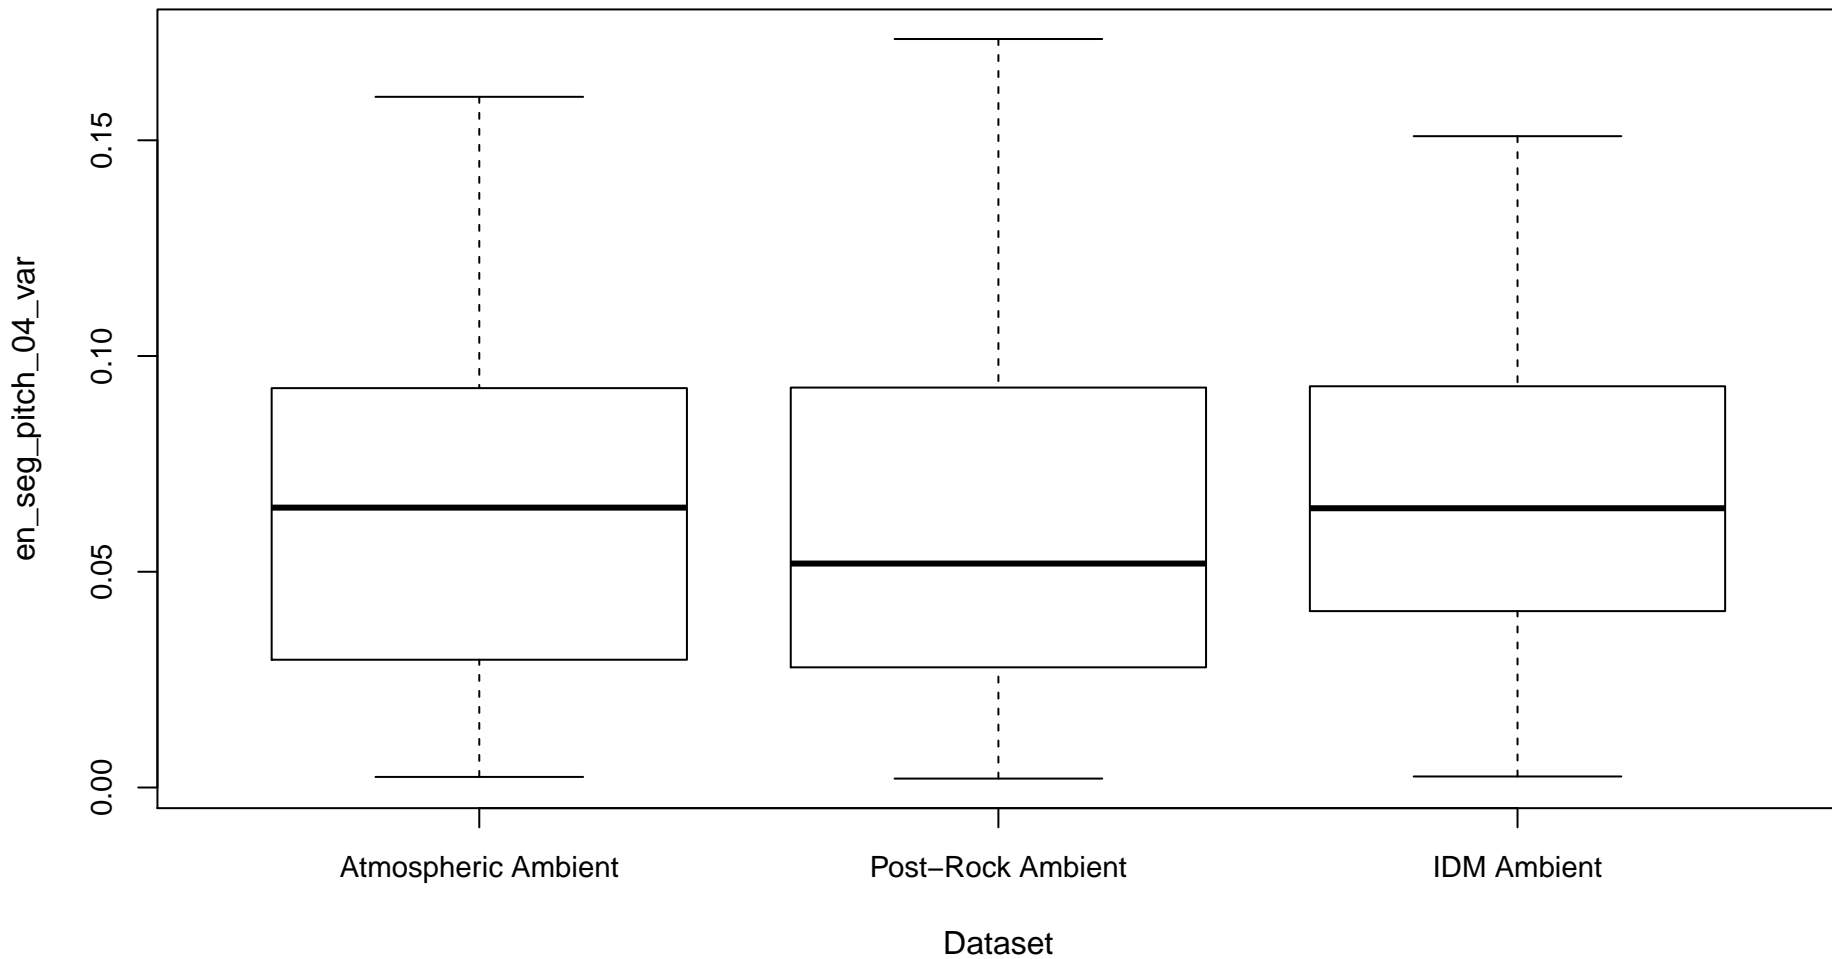 en_seg_pitch_04_var
0.15
0.10
0.05
0.00
Atmospheric Ambient
Post−Rock Ambient
IDM Ambient
Dataset